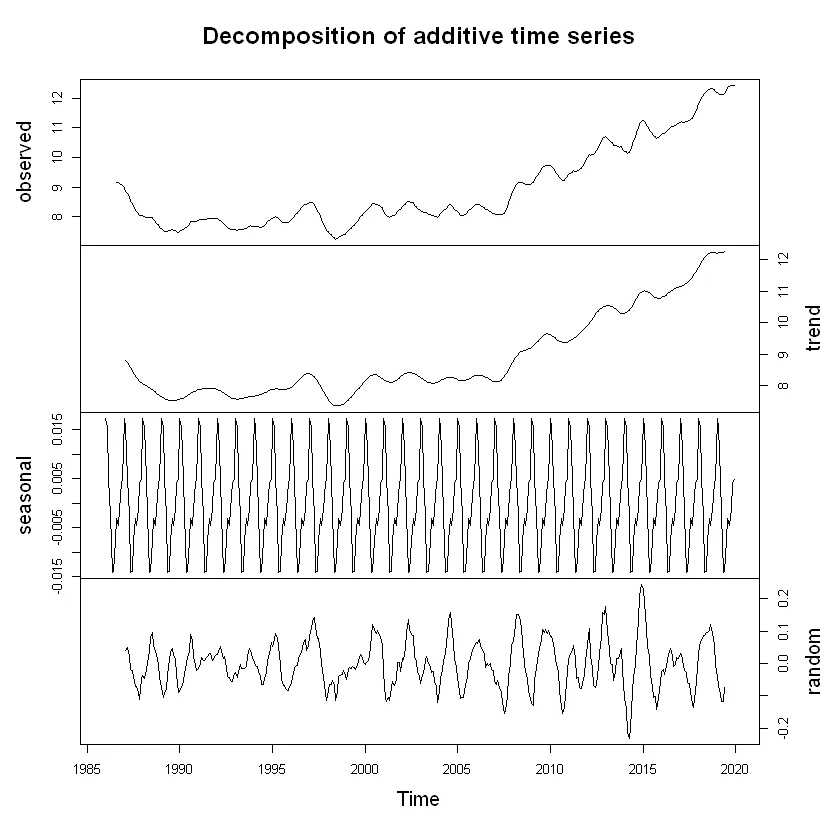 Decomposition of additive time series
observed
8 9 10 11 12
trend
8 9 10 11 12
seasonal
-0.015 -0.005 0.005 0.015
random
-0.2 0.0 0.1 0.2
1985 1990 1995 2000 2005 2010 2015 2020
Time